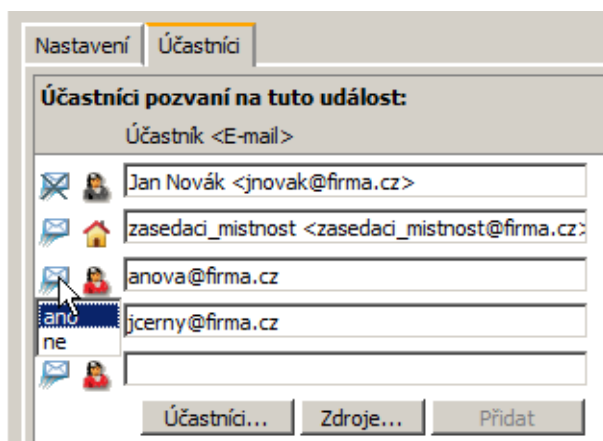 Nastavení Účastníci
Účastníci pozvaní na tuto událost:
Účastník <E-mail>
Jan Novák <jnovak@firma.cz>
zasedaci_mistnost <zasedaci_mistnost@firma.cz>
anova@firma.cz
ano jcerny@firma.cz
ne
Účastníci... Zdroje... Přidat